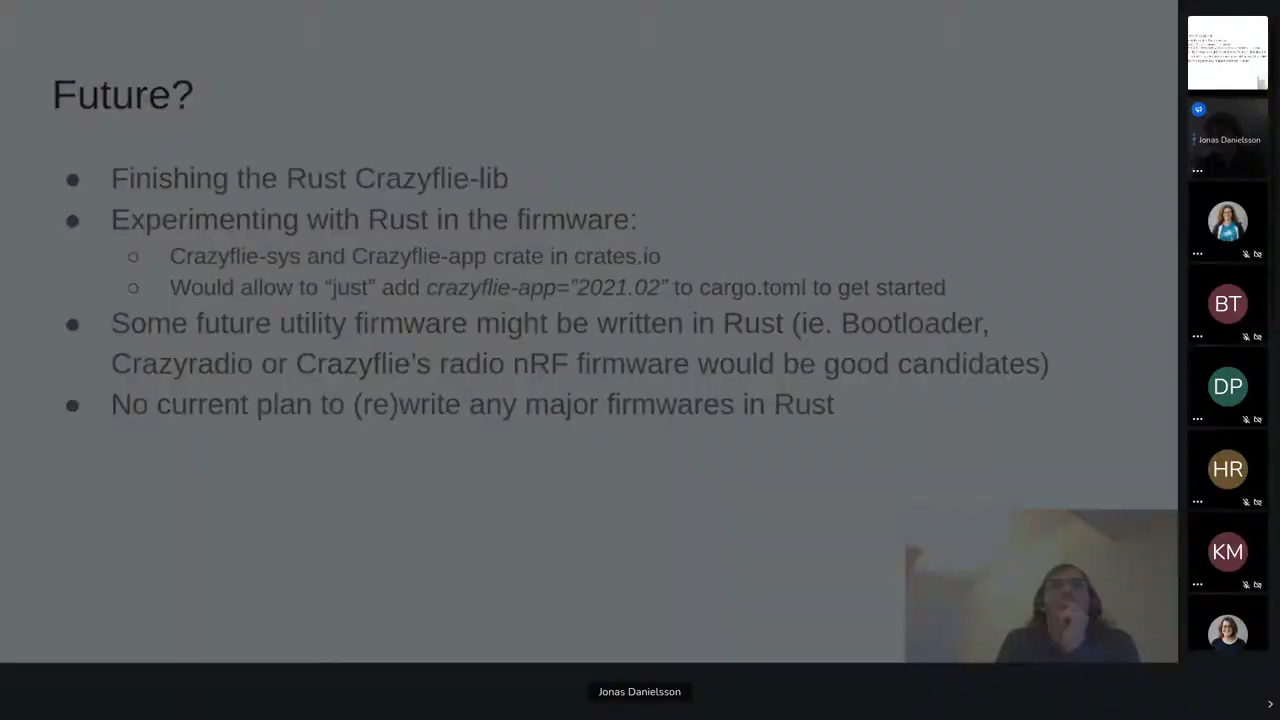 Future?
● Finishing the Rust Crazyflie-lib
● Experimenting with Rust in the firmware:
○ Crazyflie-sys and Crazyflie-app crate in crates.io
○ Would allow to “just” add crazyflie-app=”2021.02” to cargo.toml to get started
● Some future utility firmware might be written in Rust (ie. Bootloader,
Crazyradio or Crazyflie's radio nRF firmware would be good candidates)
● No current plan to (re)write any major firmwares in Rust
Jonas Danielsson
BT
DP
HR
KM
Jonas Danielsson